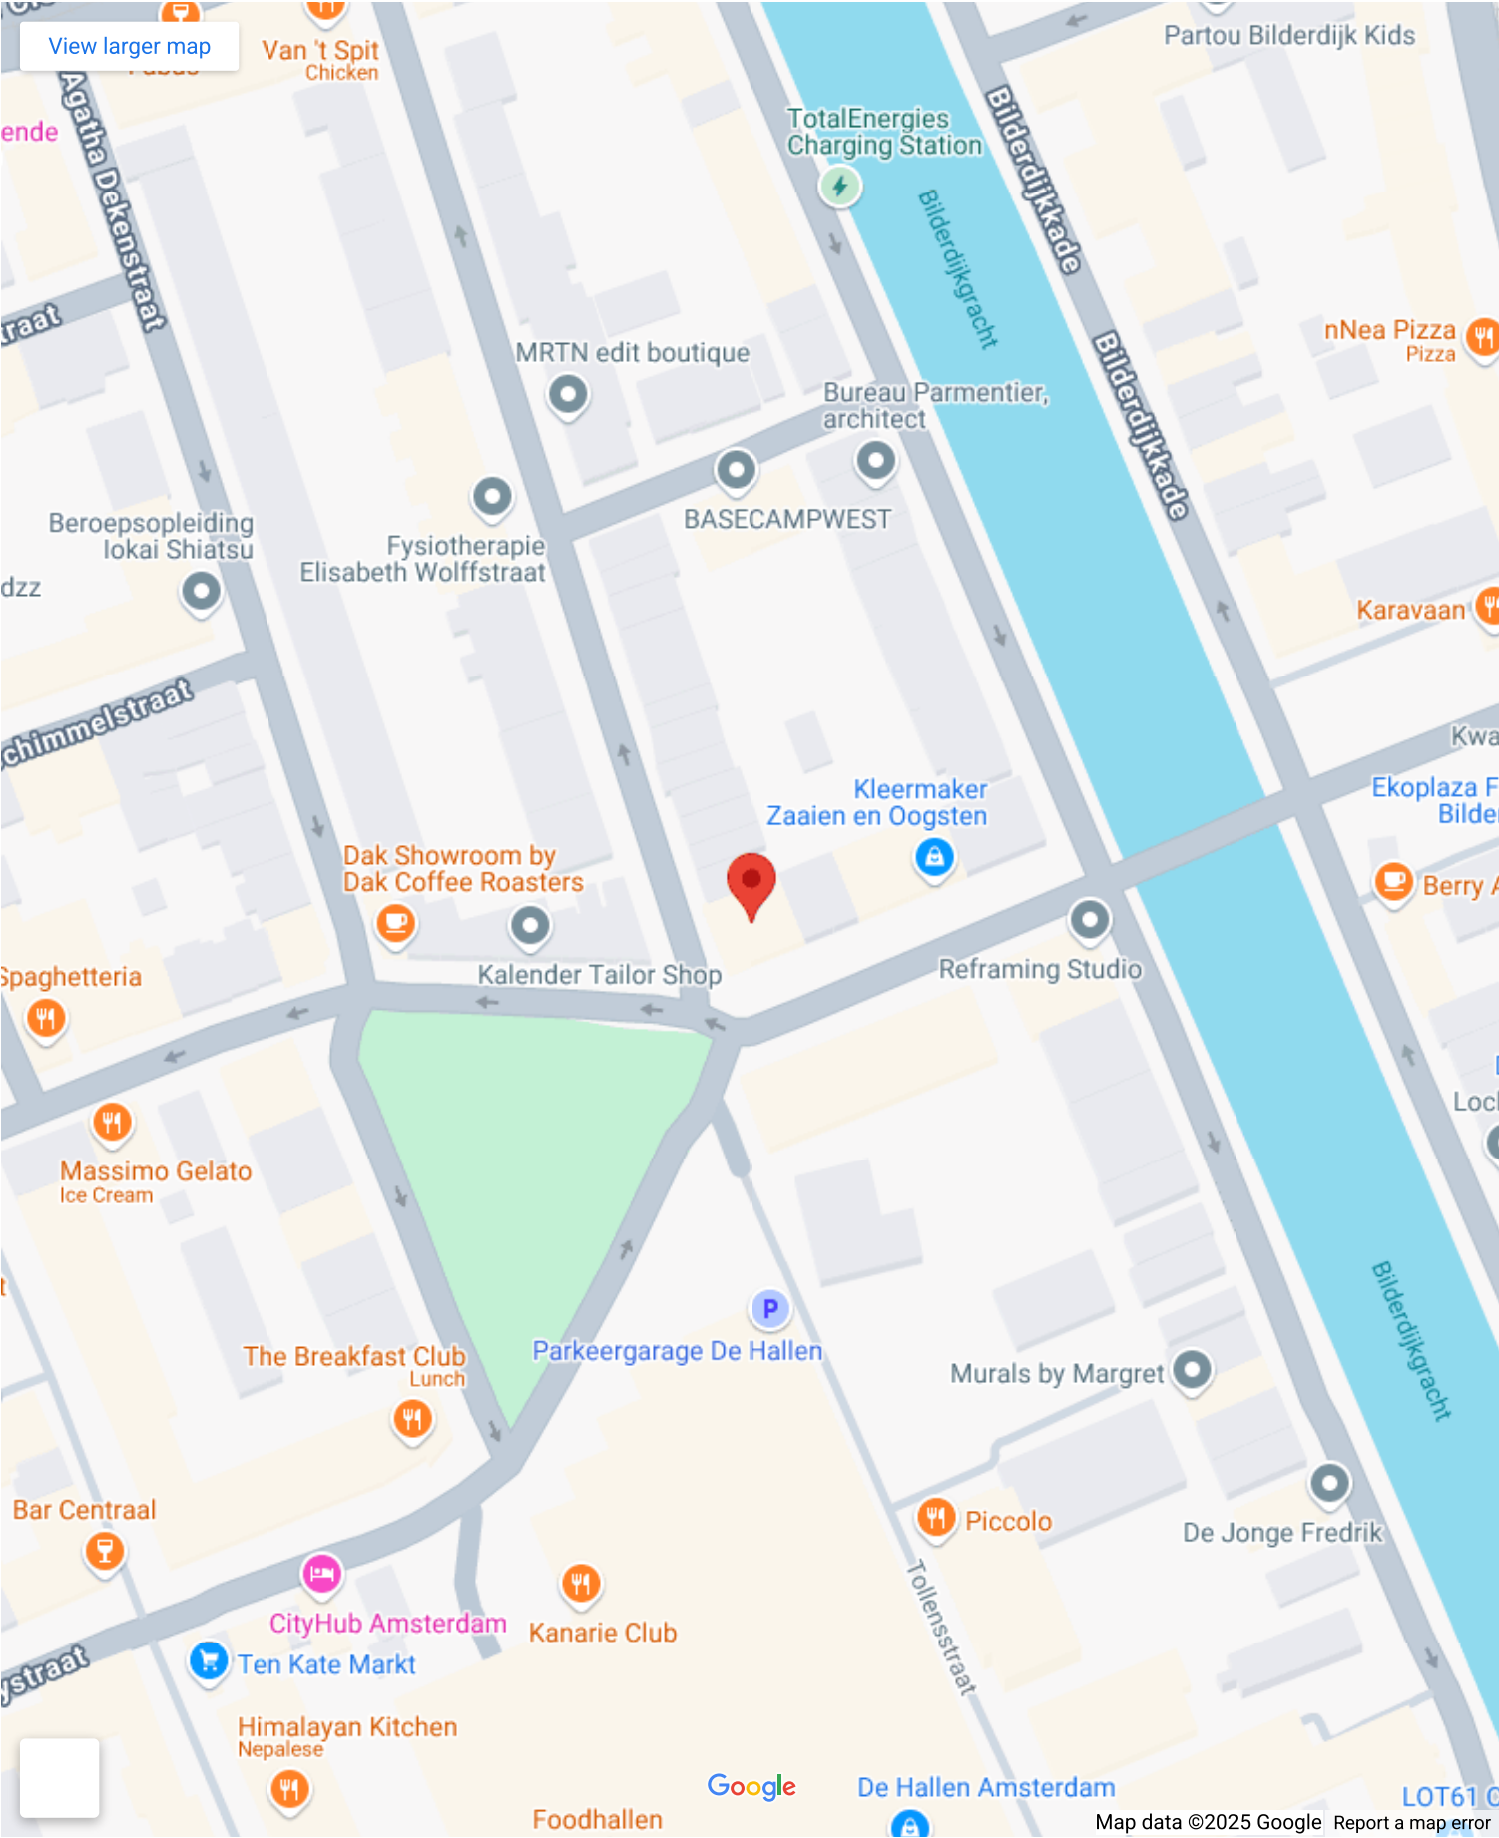 View larger map
Van 't Spit
Chicken
Partou Bilderdijk Kids
ende
Agatha Dekenstraat
TotalEnergies
Charging Station
Bilderdijkkade
Bilderdijkgracht
traat
nNea Pizza
Pizza
MRTN edit boutique
Bilderdijkkade
Bureau Parmentier,
architect
BASECAMPWEST
Beroepsopleiding
Iokai Shiatsu
Fysiotherapie
Elisabeth Wolffstraat
dzz
Karavaan
chimmelstraat
Kwa
Kleermaker
Zaaien en Oogsten
Ekoplaza F
Bilder
Dak Showroom by
Dak Coffee Roasters
Berry A
Kalender Tailor Shop
Reframing Studio
Spaghetteria
Loch
Massimo Gelato
Ice Cream
P
Parkeergarage De Hallen
Bilderdijkgracht
The Breakfast Club
Lunch
Murals by Margret
Bar Centraal
Piccolo
De Jonge Fredrik
CityHub Amsterdam
Kanarie Club
Tollensstraat
Ten Kate Markt
ystraat
Himalayan Kitchen
Nepalese
Google
De Hallen Amsterdam
LOT61 C
Foodhallen
Map data ©2025 Google
Report a map error